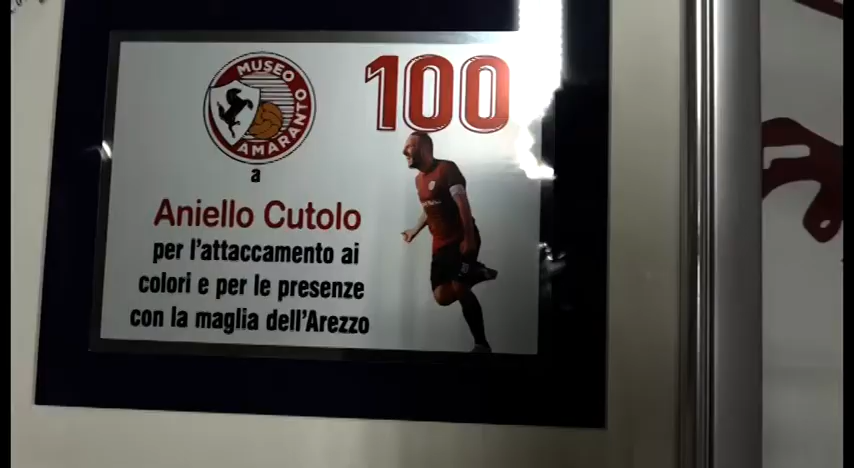 MUSEO
AMARANTO
100
a
Aniello Cutolo
per l'attaccamento ai
colori e per le presenze
con la maglia dell'Arezzo